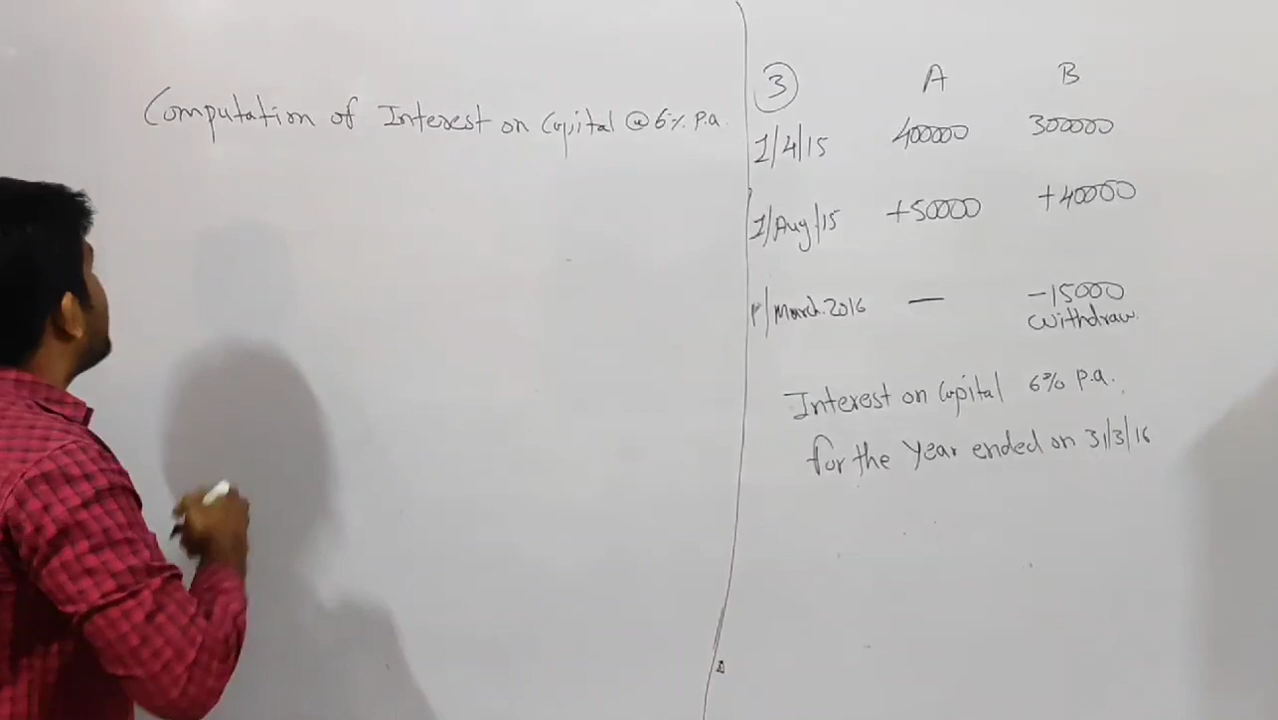 Computation of Interest on Capital @ 6% p.a.
3 A B
1/4/15 400000 300000
1/Aug/15 +50000 +40000
1/March.2016 — -15000
withdraw.
Interest on Capital 6% p.a.
for the Year ended on 31/3/16